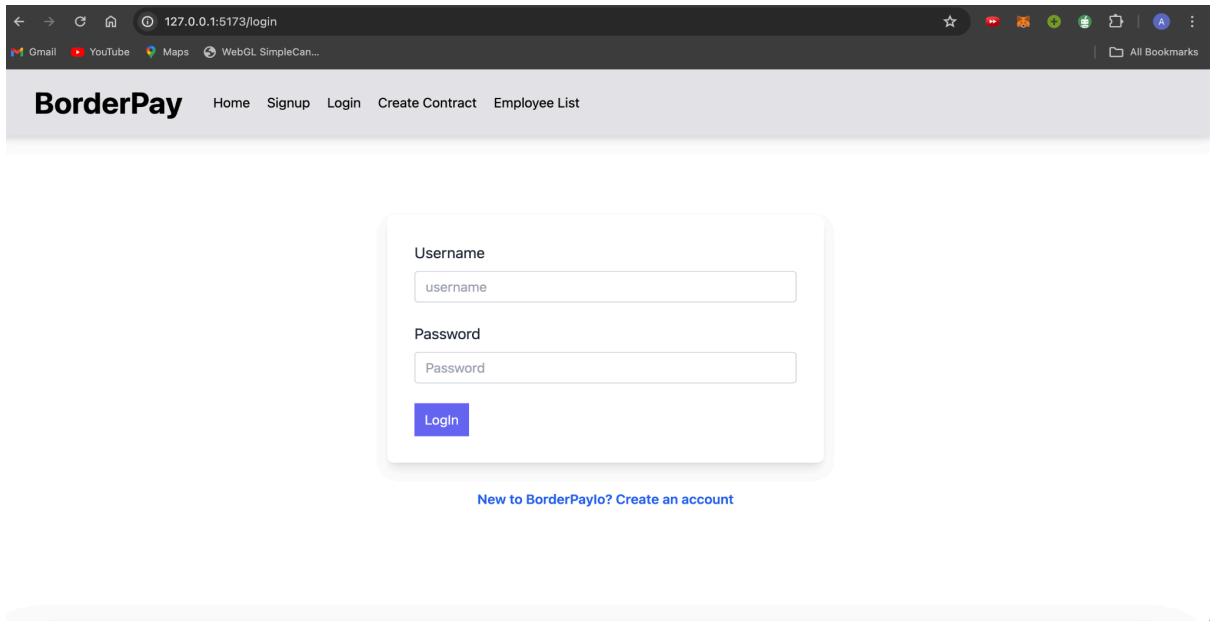 127.0.0.1:5173/login
A
Gmail YouTube Maps WebGL SimpleCan... All Bookmarks
BorderPay Home Signup Login Create Contract Employee List
Username
username
Password
Password
LogIn
New to BorderPaylo? Create an account